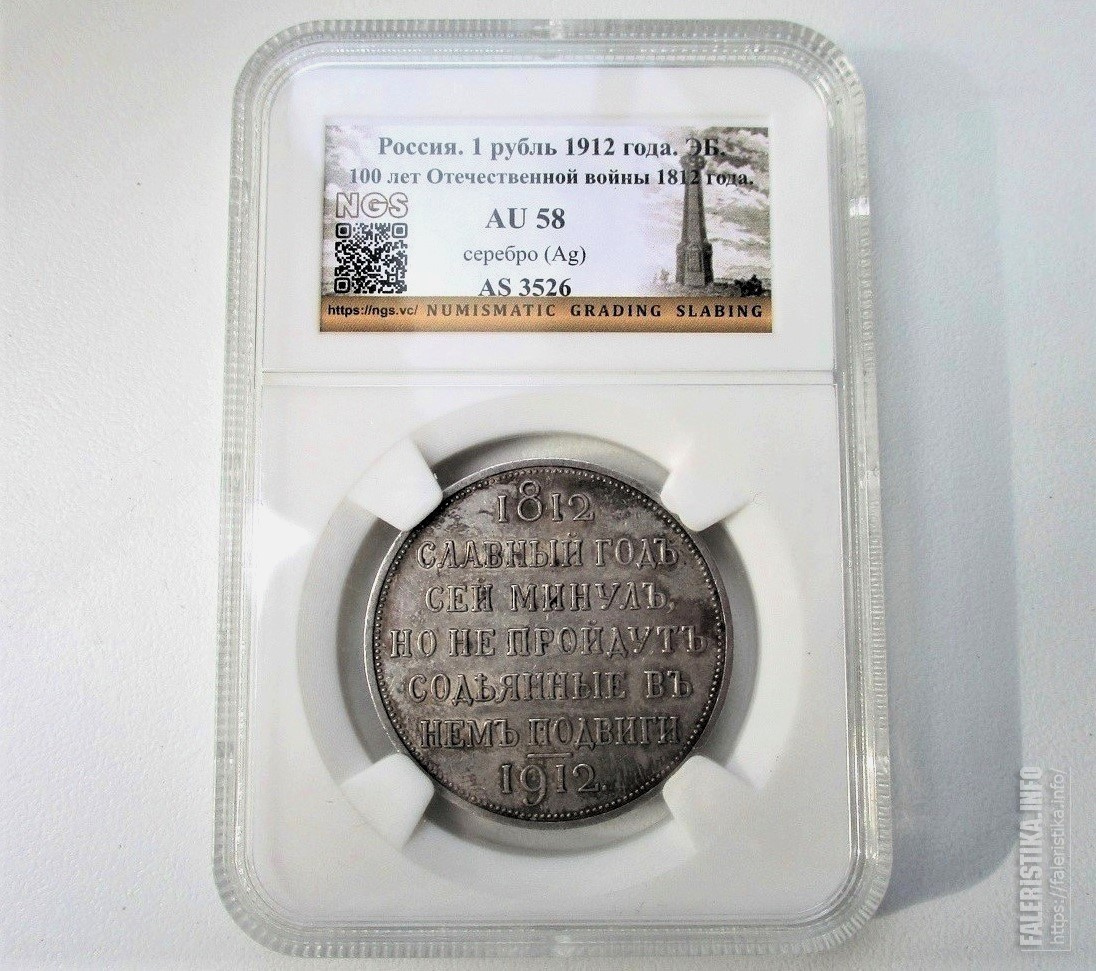 Россия. 1 рубль 1912 года. ЭБ.
100 лет Отечественной войны 1812 года.
NGS
AU 58
серебро (Ag)
AS 3526
https://ngs.vc/ NUMISMATIC GRADING SLABING
1812
СЛАВНЫЙ ГОДЪ
СЕЙ МИНУЛЪ,
НО НЕ ПРОЙДУТЪ
СОДѢЯННЫЕ ВЪ
НЕМЪ ПОДВИГИ
1912.
FALERISTIKA.INFO
https://faleristika.info/